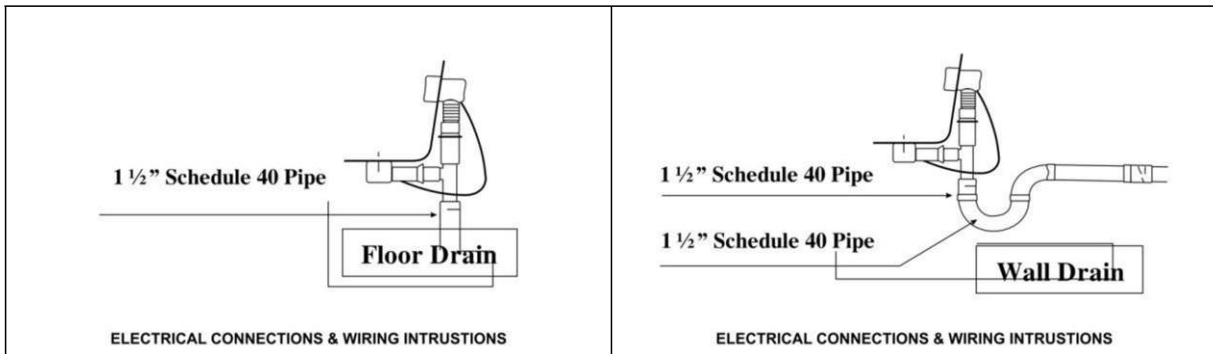 1 ½” Schedule 40 Pipe
Floor Drain
ELECTRICAL CONNECTIONS & WIRING INTRUSTIONS
1 ½” Schedule 40 Pipe
1 ½” Schedule 40 Pipe
Wall Drain
ELECTRICAL CONNECTIONS & WIRING INTRUSTIONS